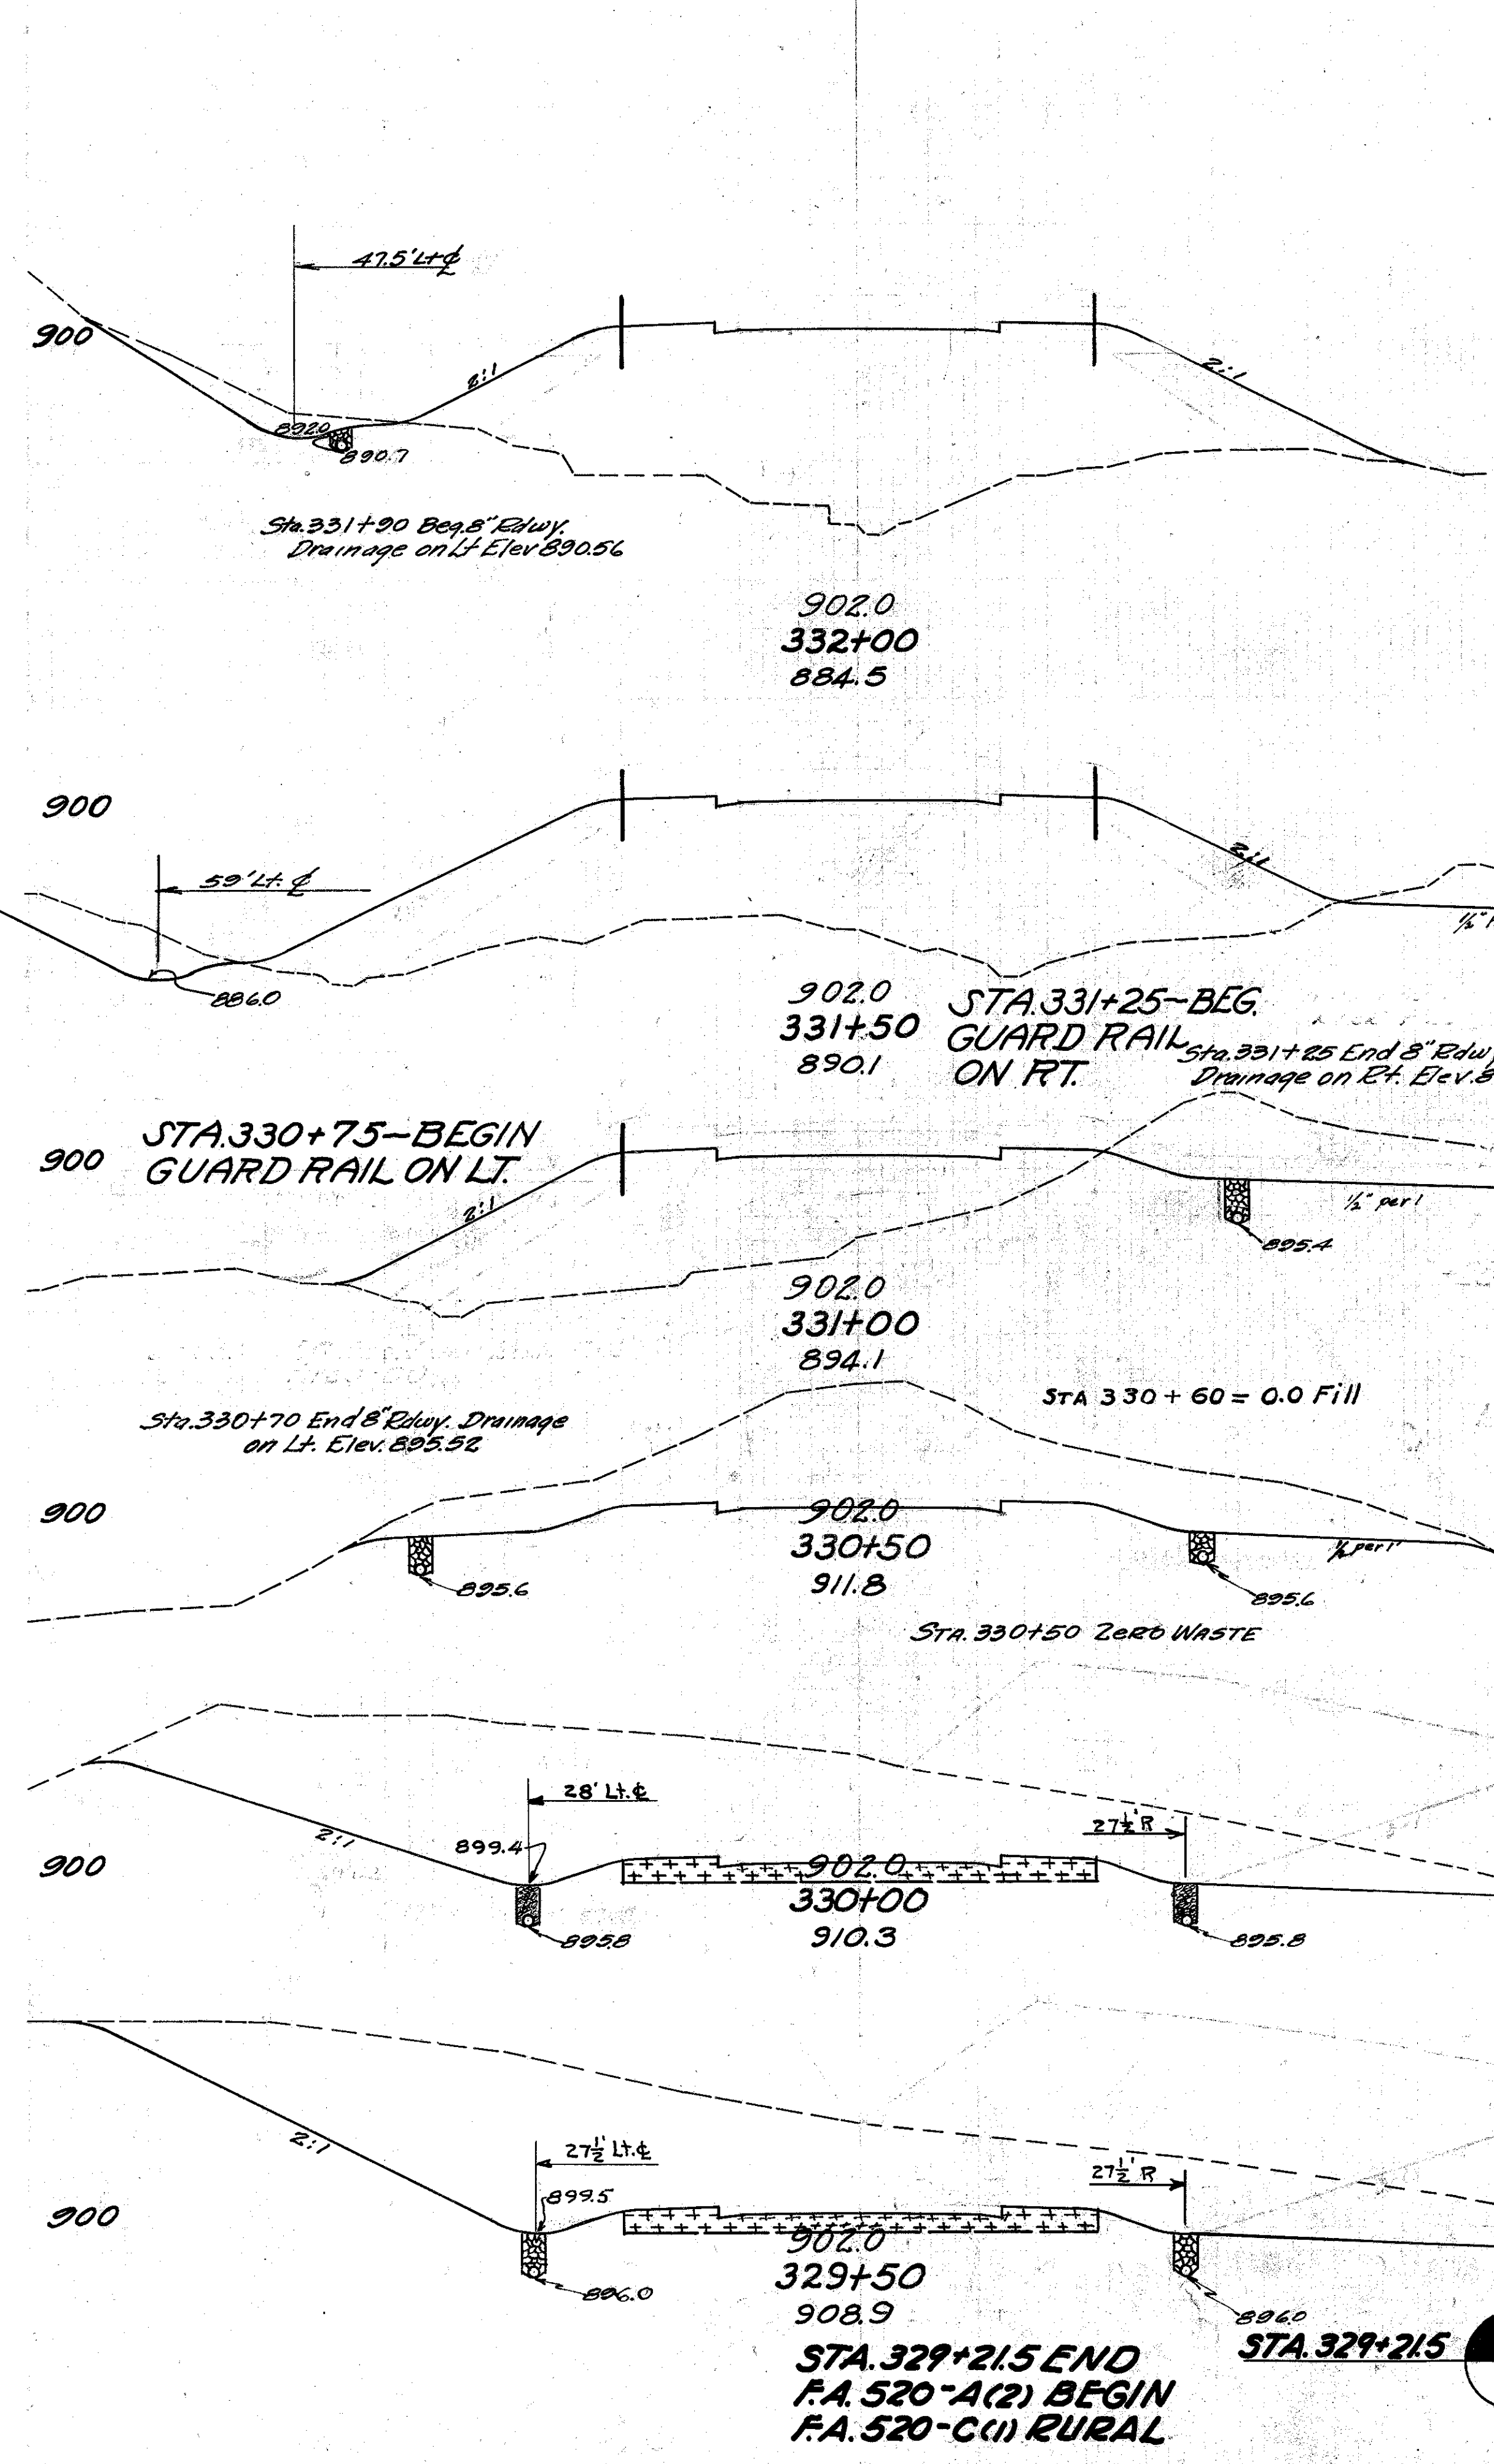 47.5' Lt ℄
900
2:1
2:1
892.0
890.7
Sta. 331+90 Beg. 8" Rdwy.
Drainage on Lt Elev 890.56
902.0
332+00
884.5
900
59' Lt. ℄
2:1
1/2"
886.0
902.0
331+50
890.1
STA. 331+25-BEG.
GUARD RAIL
ON RT.
Sta. 331+25 End 8" Rdwy
Drainage on Rt. Elev. 8
STA. 330+75-BEGIN
GUARD RAIL ON LT.
900
2:1
1/2" per 1
895.4
902.0
331+00
894.1
STA 330+60 = 0.0 Fill
Sta. 330+70 End 8" Rdwy. Drainage
on Lt. Elev. 895.52
900
902.0
330+50
911.8
1/2 per 1'
895.6
895.6
STA. 330+50 ZERO WASTE
28' Lt. ℄
27 1/2' R
2:1
899.4
900
902.0
330+00
910.3
895.8
895.8
2:1
27 1/2' Lt. ℄
27 1/2' R
899.5
900
902.0
329+50
908.9
896.0
896.0
STA. 329+21.5
STA. 329+21.5 END
F.A. 520-A(2) BEGIN
F.A. 520-C(1) RURAL